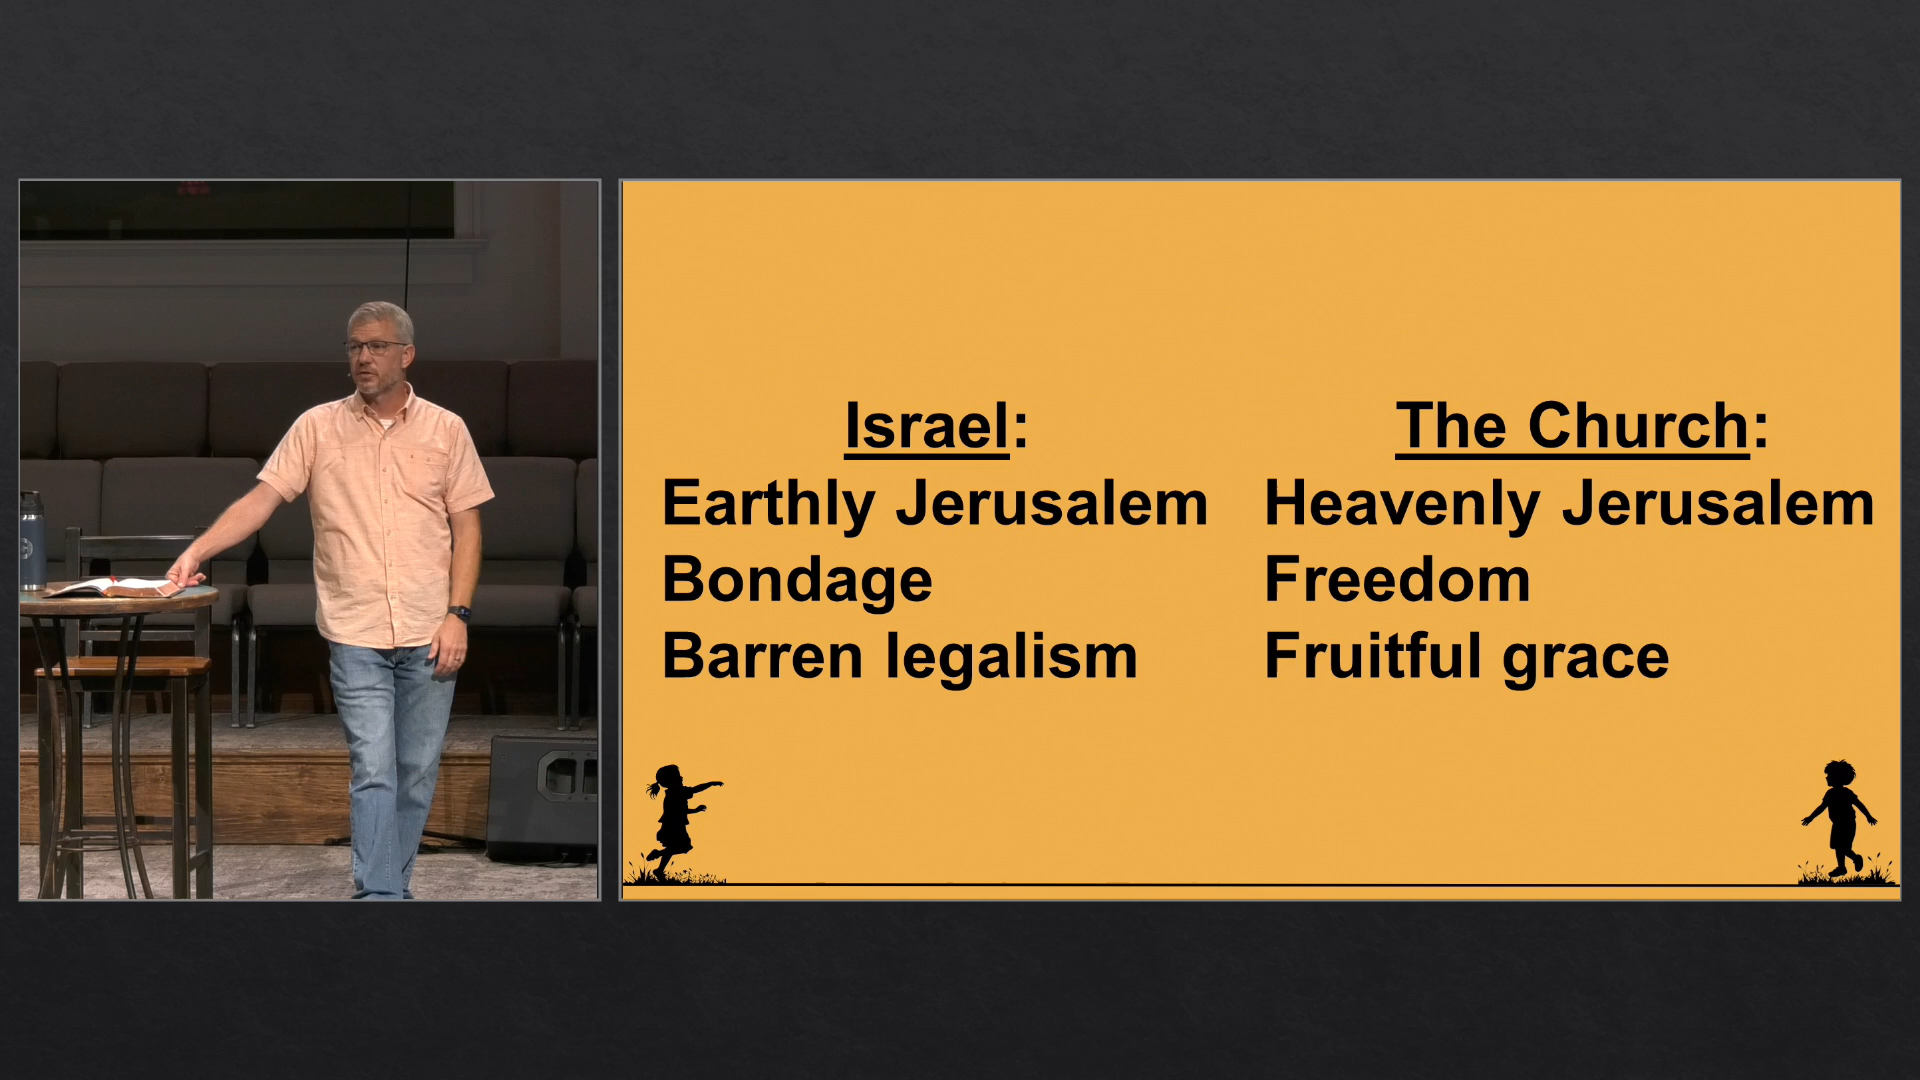 Israel:
Earthly Jerusalem
Bondage
Barren legalism
The Church:
Heavenly Jerusalem
Freedom
Fruitful grace